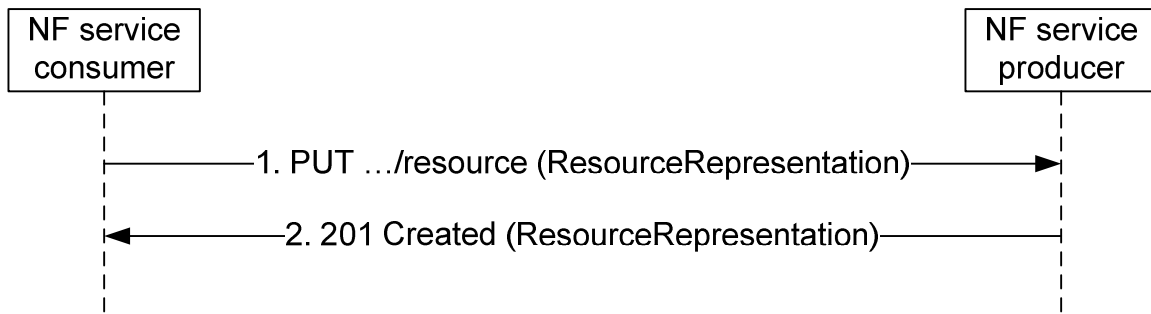 NF service
consumer
NF service
producer
1. PUT …/resource (ResourceRepresentation)
2. 201 Created (ResourceRepresentation)